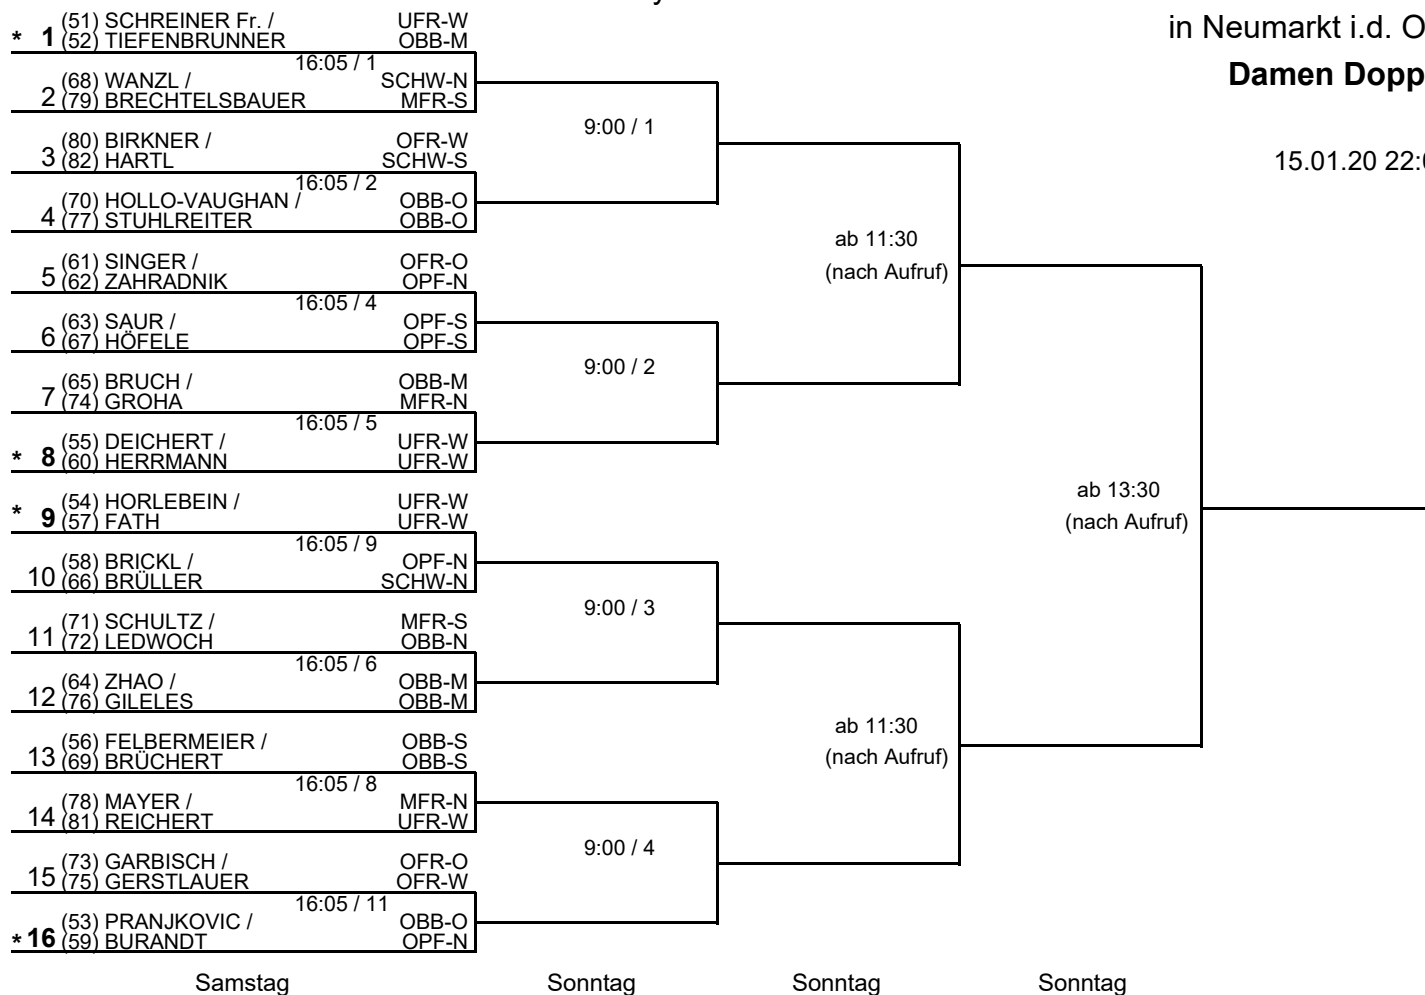 in Neumarkt i.d. O
Damen Dopp
15.01.20 22:0
(51) SCHREINER Fr. / UFR-W
* 1 (52) TIEFENBRUNNER OBB-M
16:05 / 1
(68) WANZL / SCHW-N
2 (79) BRECHTELSBAUER MFR-S
9:00 / 1
(80) BIRKNER / OFR-W
3 (82) HARTL SCHW-S
16:05 / 2
(70) HOLLO-VAUGHAN / OBB-O
4 (77) STUHLREITER OBB-O
ab 11:30
(nach Aufruf)
(61) SINGER / OFR-O
5 (62) ZAHRADNIK OPF-N
16:05 / 4
(63) SAUR / OPF-S
6 (67) HÖFELE OPF-S
9:00 / 2
(65) BRUCH / OBB-M
7 (74) GROHA MFR-N
16:05 / 5
(55) DEICHERT / UFR-W
* 8 (60) HERRMANN UFR-W
ab 13:30
(nach Aufruf)
(54) HORLEBEIN / UFR-W
* 9 (57) FATH UFR-W
16:05 / 9
(58) BRICKL / OPF-N
10 (66) BRÜLLER SCHW-N
9:00 / 3
(71) SCHULTZ / MFR-S
11 (72) LEDWOCH OBB-N
16:05 / 6
(64) ZHAO / OBB-M
12 (76) GILELES OBB-M
ab 11:30
(nach Aufruf)
(56) FELBERMEIER / OBB-S
13 (69) BRÜCHERT OBB-S
16:05 / 8
(78) MAYER / MFR-N
14 (81) REICHERT UFR-W
9:00 / 4
(73) GARBISCH / OFR-O
15 (75) GERSTLAUER OFR-W
16:05 / 11
(53) PRANJKOVIC / OBB-O
* 16 (59) BURANDT OPF-N
Samstag Sonntag Sonntag Sonntag